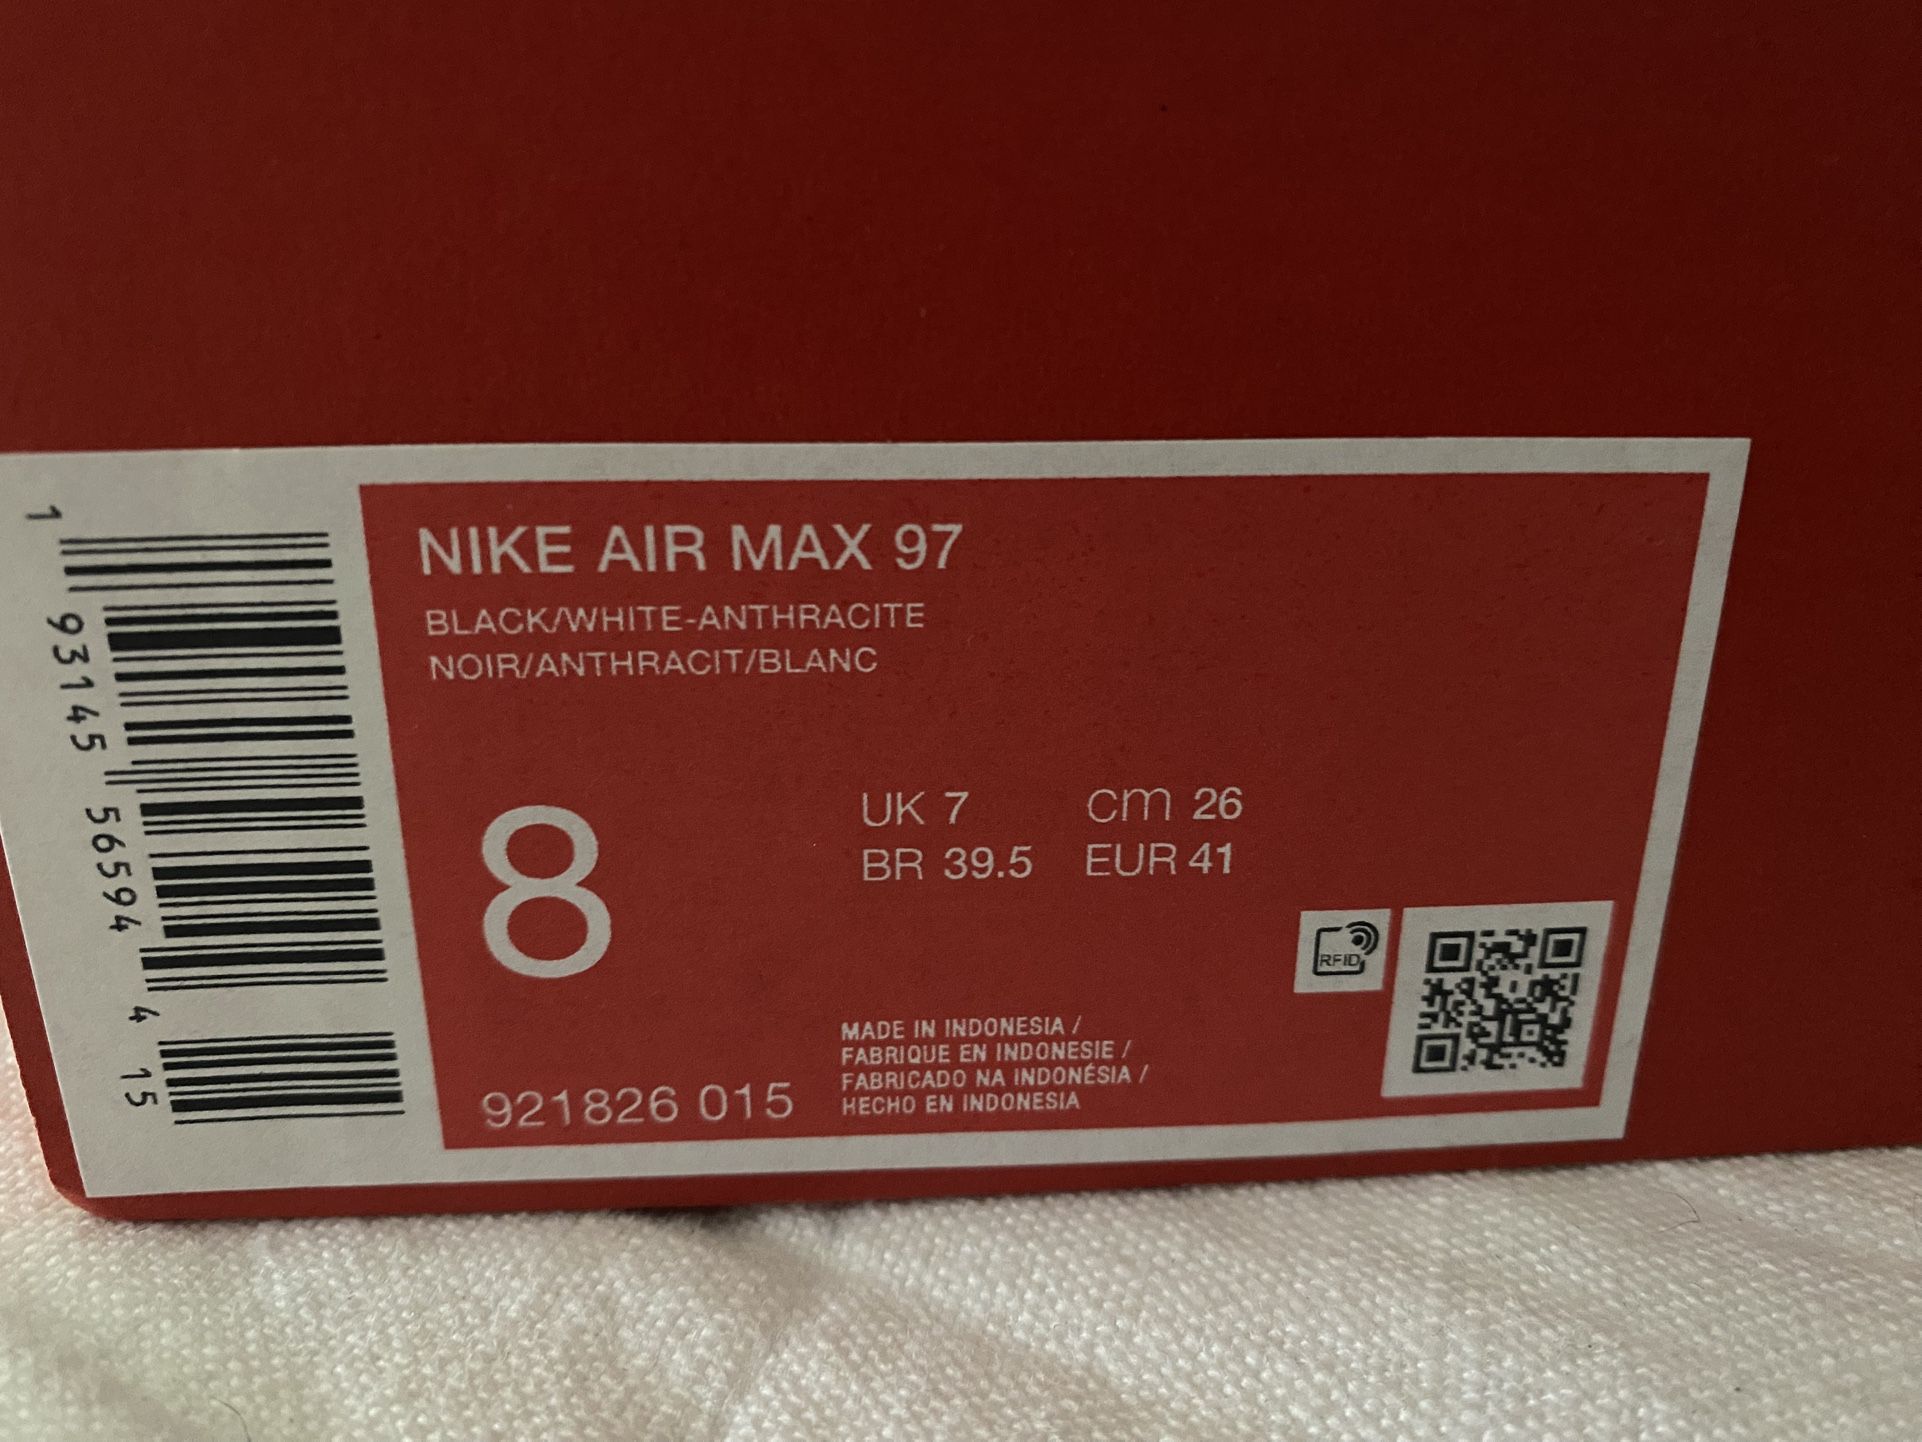 NIKE AIR MAX 97
BLACK/WHITE-ANTHRACITE
NOIR/ANTHRACIT/BLANC
8
UK 7 cm 26
BR 39.5 EUR 41
RFID
921826 015
MADE IN INDONESIA /
FABRIQUE EN INDONESIE /
FABRICADO NA INDONÉSIA /
HECHO EN INDONESIA
1 93145 56594 4 15